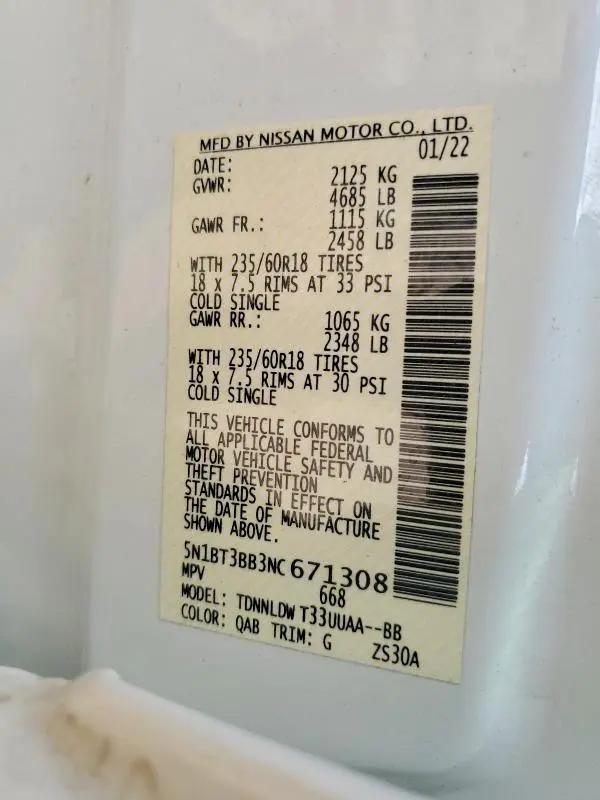 MFD BY NISSAN MOTOR CO., LTD.
DATE: 01/22
GVWR: 2125 KG
4685 LB
GAWR FR.: 1115 KG
2458 LB
WITH 235/60R18 TIRES
18 X 7.5 RIMS AT 33 PSI
COLD SINGLE
GAWR RR.: 1065 KG
2348 LB
WITH 235/60R18 TIRES
18 X 7.5 RIMS AT 30 PSI
COLD SINGLE
THIS VEHICLE CONFORMS TO
ALL APPLICABLE FEDERAL
MOTOR VEHICLE SAFETY AND
THEFT PREVENTION
STANDARDS IN EFFECT ON
THE DATE OF MANUFACTURE
SHOWN ABOVE.
5N1BT3BB3NC 671308
MPV 668
MODEL: TDNNLDW T33UUAA--BB
COLOR: QAB TRIM: G ZS30A